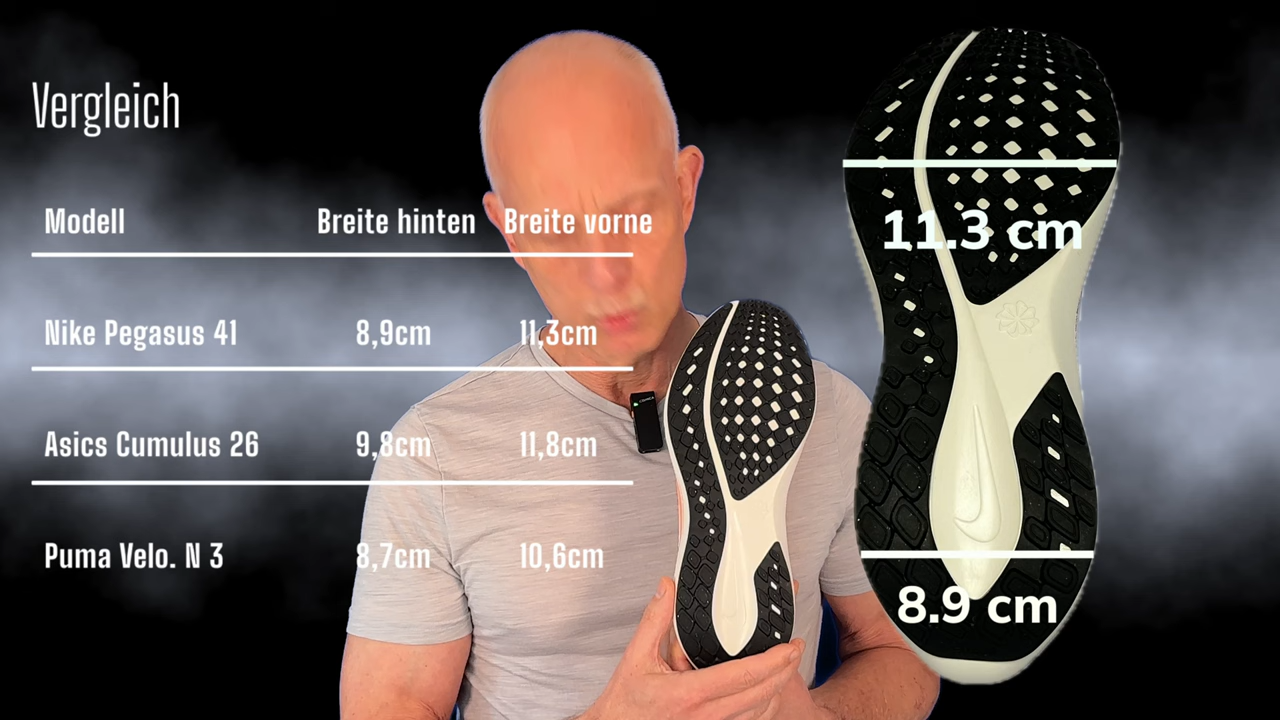 Vergleich
Modell Breite hinten Breite vorne
Nike Pegasus 41 8,9cm 11,3cm
Asics Cumulus 26 9,8cm 11,8cm
Puma Velo. N 3 8,7cm 10,6cm
11.3 cm
8.9 cm